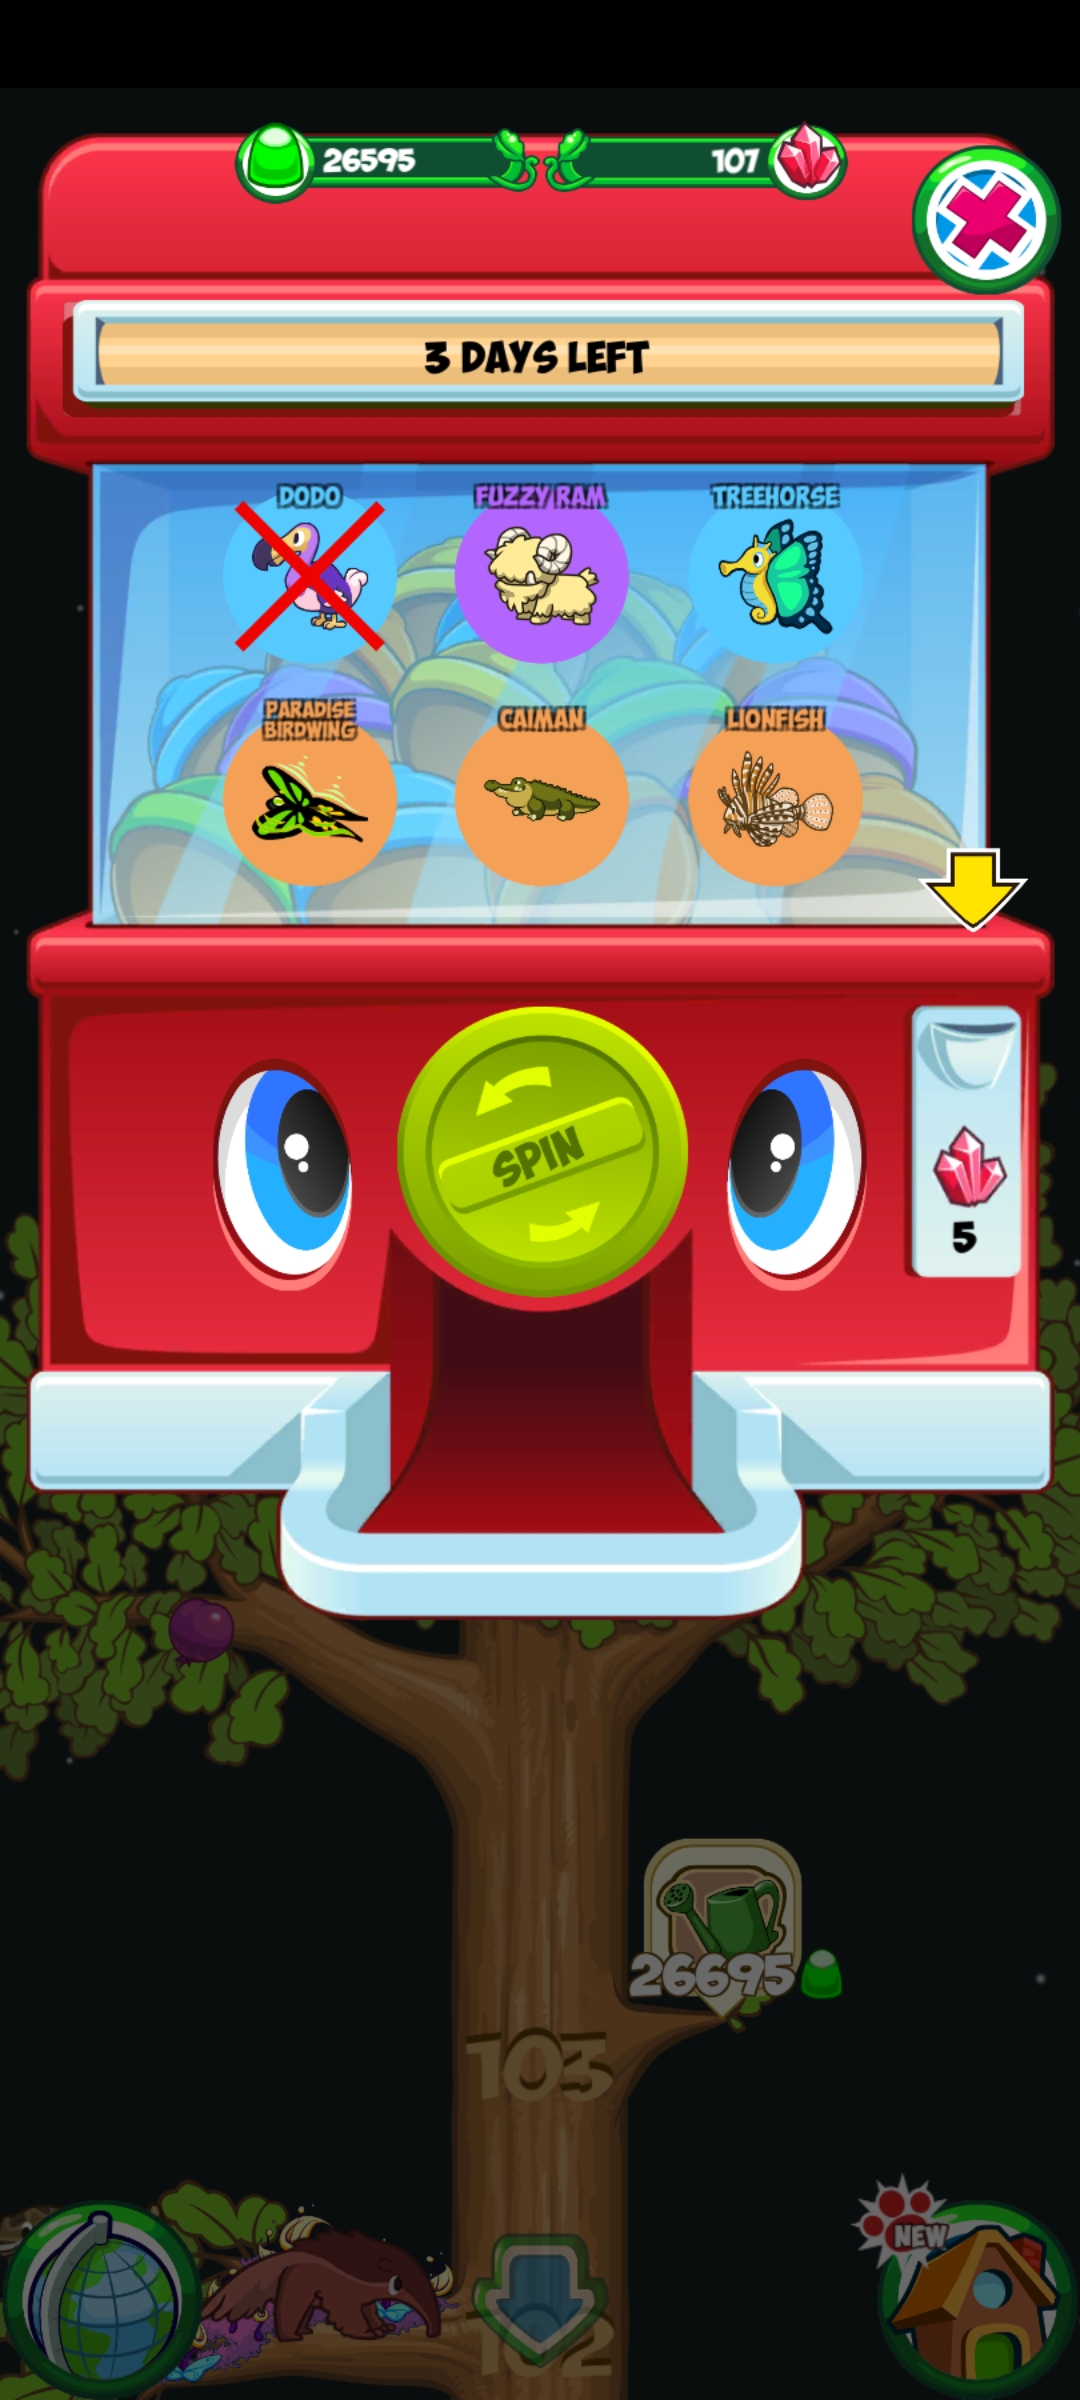 26595
107
3 DAYS LEFT
DODO
FUZZY RAM
TREEHORSE
PARADISE
BIRDWING
CAIMAN
LIONFISH
SPIN
5
26695
103
NEW
102